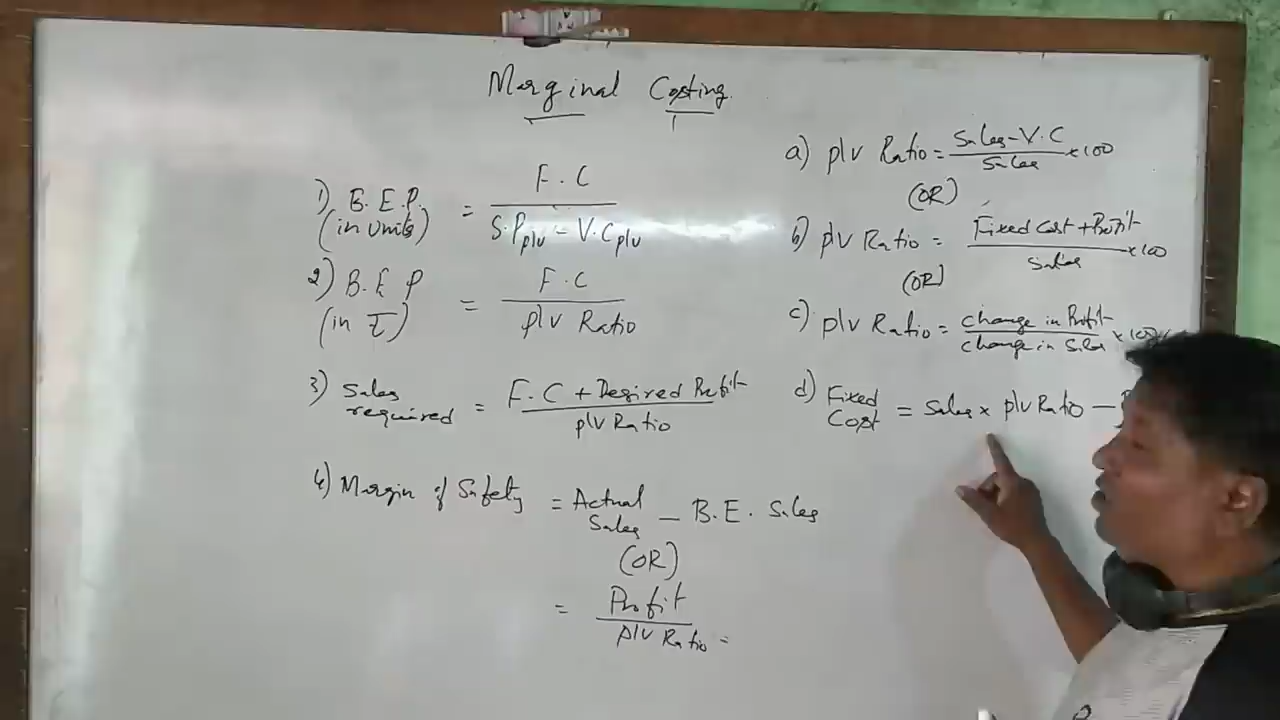 Marginal Costing
1) B.E.P. (in units) = F.C / S.P p/u - V.C p/u
2) B.E.P (in ₹) = F.C / p/v Ratio
3) Sales required = F.C + Desired Profit / p/v Ratio
4) Margin of Safety = Actual Sales - B.E. Sales
(OR)
= Profit / p/v Ratio
a) p/v Ratio = Sales - V.C / Sales × 100
(OR)
b) p/v Ratio = Fixed Cost + Profit / Sales × 100
(OR)
c) p/v Ratio = change in Profit / change in Sales × 100
d) Fixed Cost = Sales × p/v Ratio -